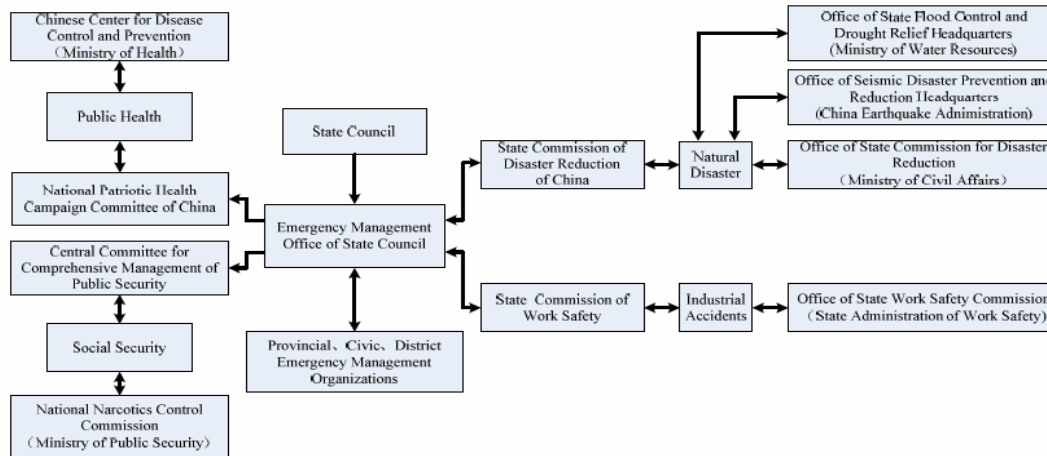 Chinese Center for Disease
Control and Prevention
（Ministry of Health）
Public Health
National Patriotic Health
Campaign Committee of China
Central Committee for
Comprehensive Management of
Public Security
Social Security
National Narcotics Control
Commission
（Ministry of Public Security）
State Council
Emergency Management
Office of State Council
Provincial、Civic、District
Emergency Management
Organizations
State Commission of
Disaster Reduction
of China
State Commission of
Work Safety
Natural
Disaster
Industrial
Accidents
Office of State Flood Control and
Drought Relief Headquarters
(Ministry of Water Resources)
Office of Seismic Disaster Prevention and
Reduction Headquarters
(China Earthquake Adnimistration)
Office of State Commission for Disaster
Reduction
（Ministry of Civil Affairs）
Office of State Work Safety Commission
（State Administration of Work Safety）